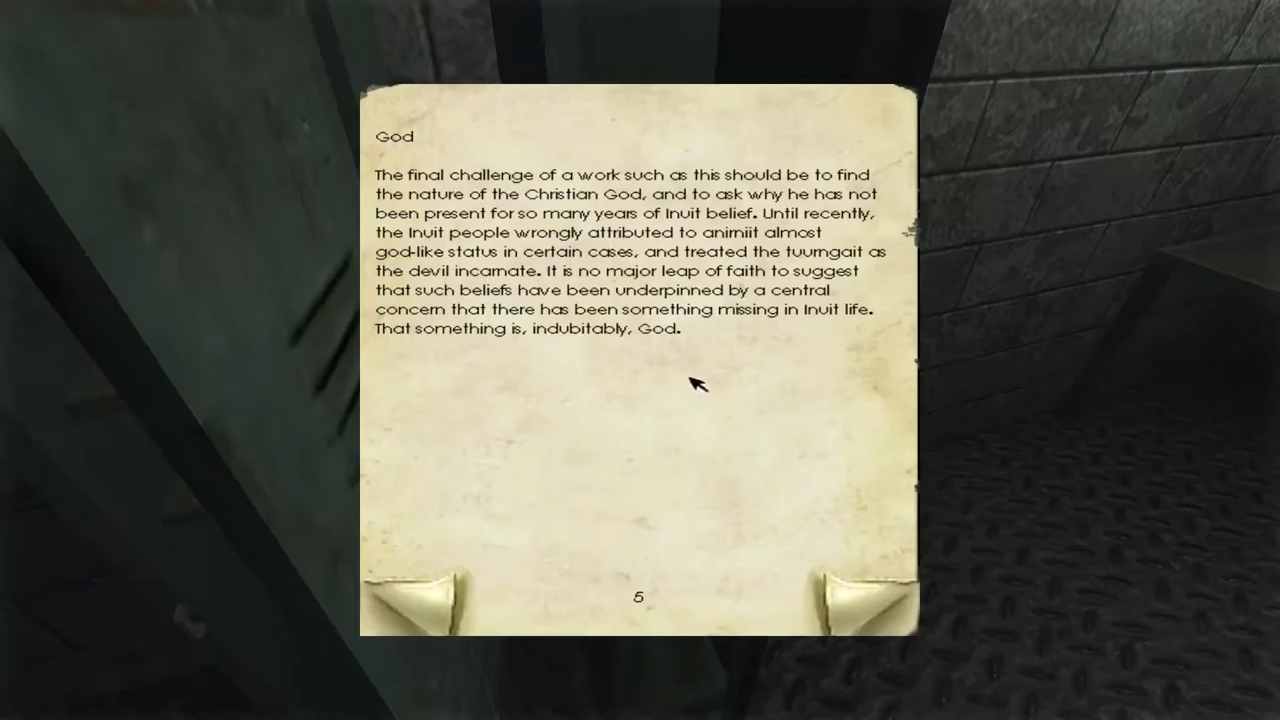 God
The final challenge of a work such as this should be to find
the nature of the Christian God, and to ask why he has not
been present for so many years of Inuit belief. Until recently,
the Inuit people wrongly attributed to anirniit almost
god-like status in certain cases, and treated the tuurngait as
the devil incarnate. It is no major leap of faith to suggest
that such beliefs have been underpinned by a central
concern that there has been something missing in Inuit life.
That something is, indubitably, God.
5